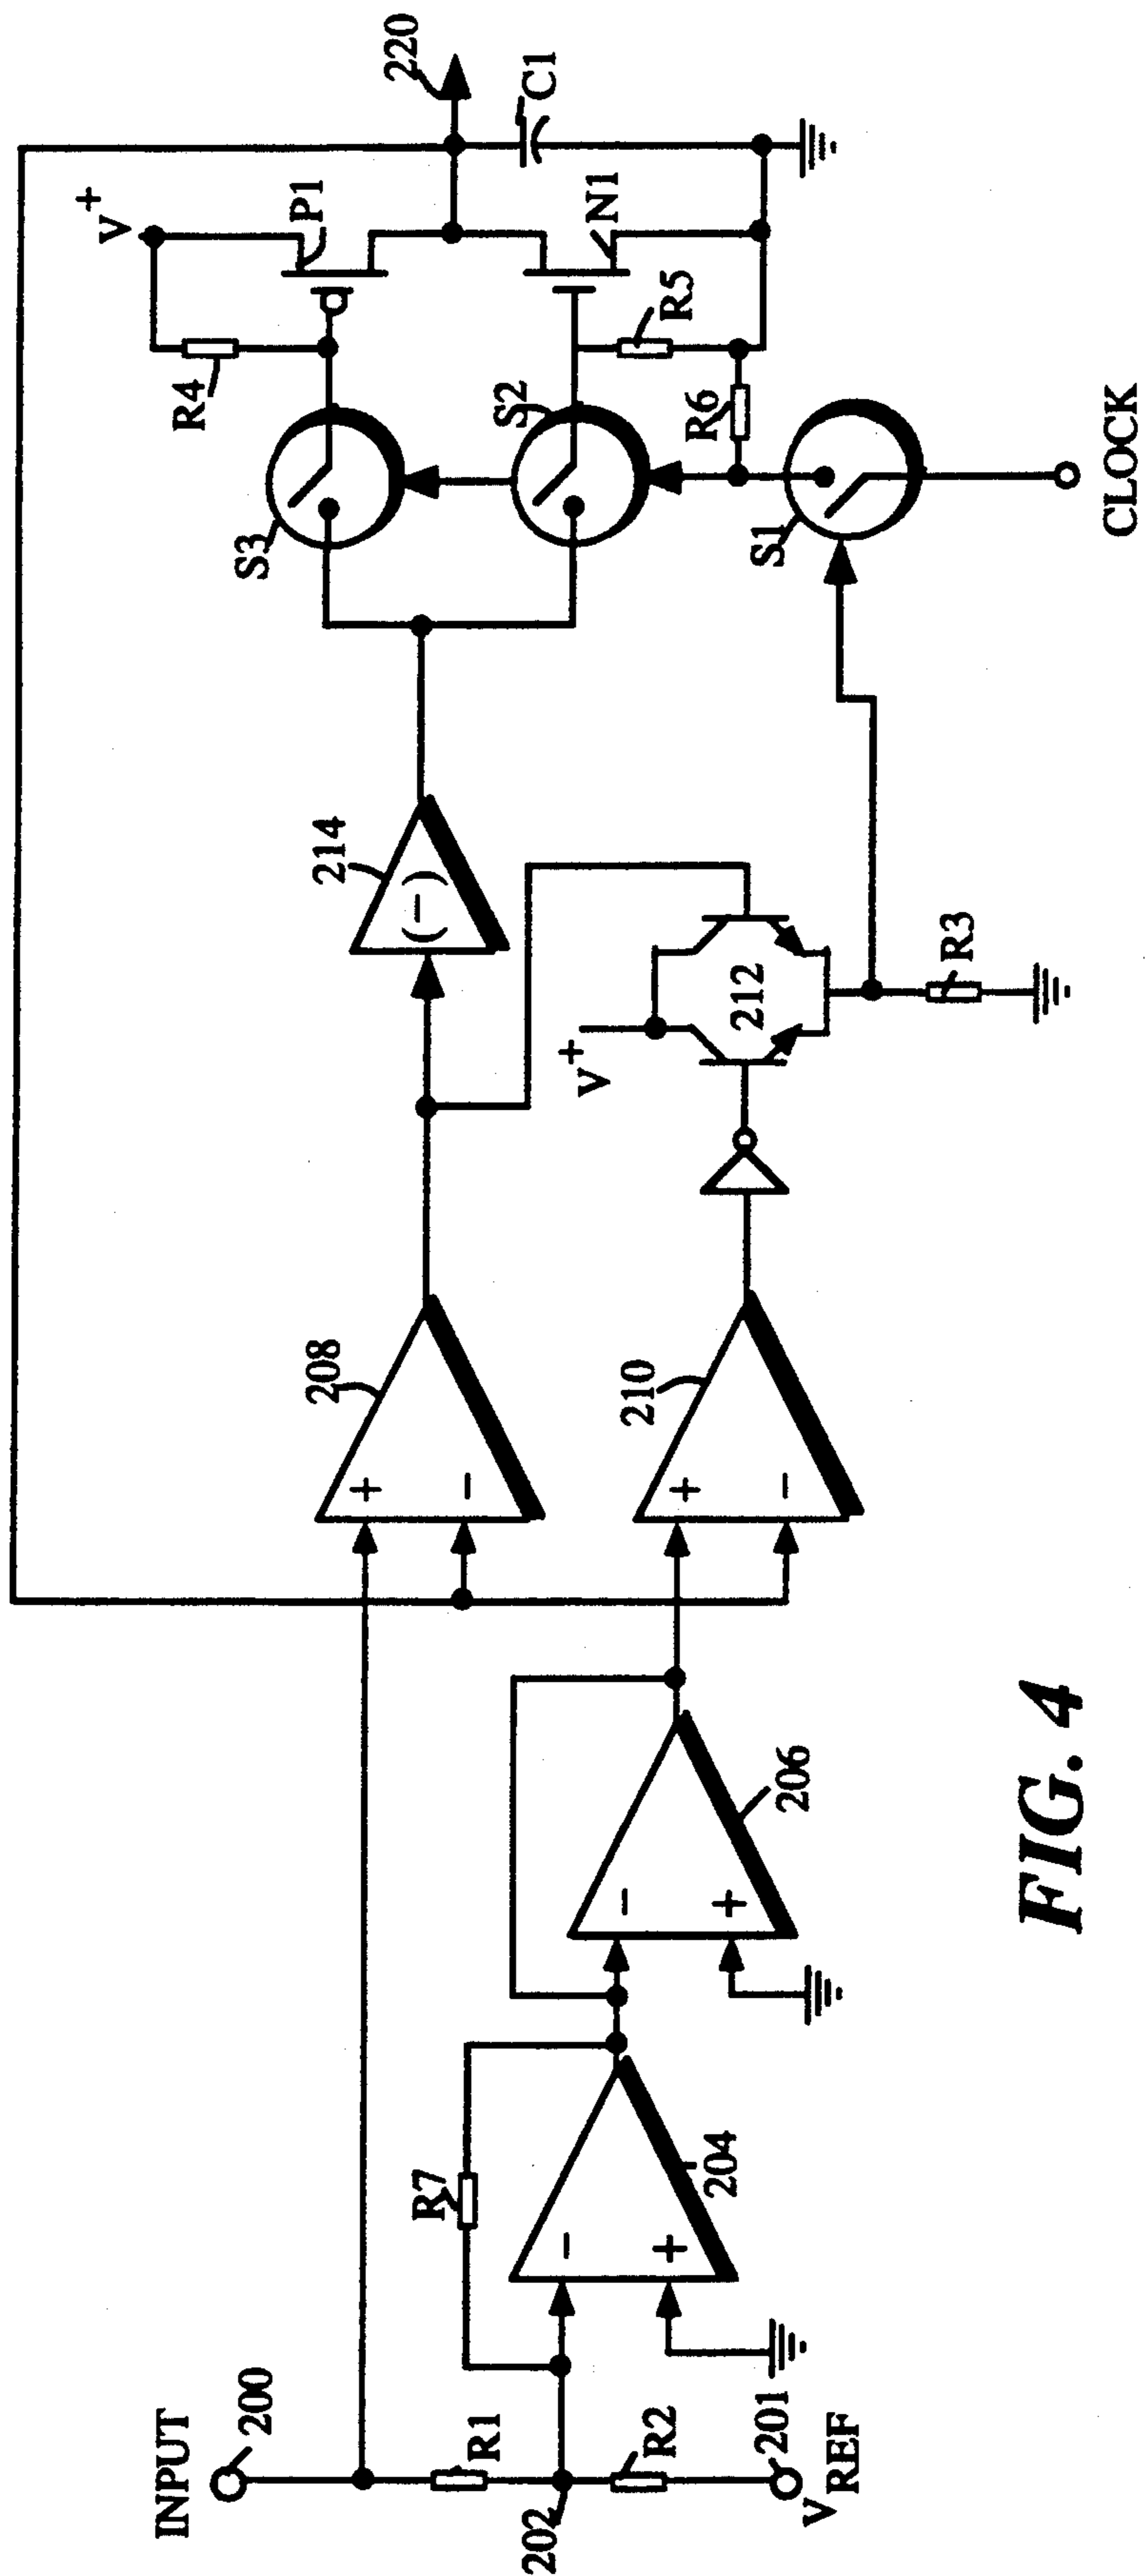 INPUT
200
R1
202
R2
201
VREF
R7
204
206
208
210
+
−
+
−
−
+
−
+
214
(−)
V+
212
R3
S3
S2
S1
R4
V+
P1
N1
R5
R6
CLOCK
220
C1
FIG. 4